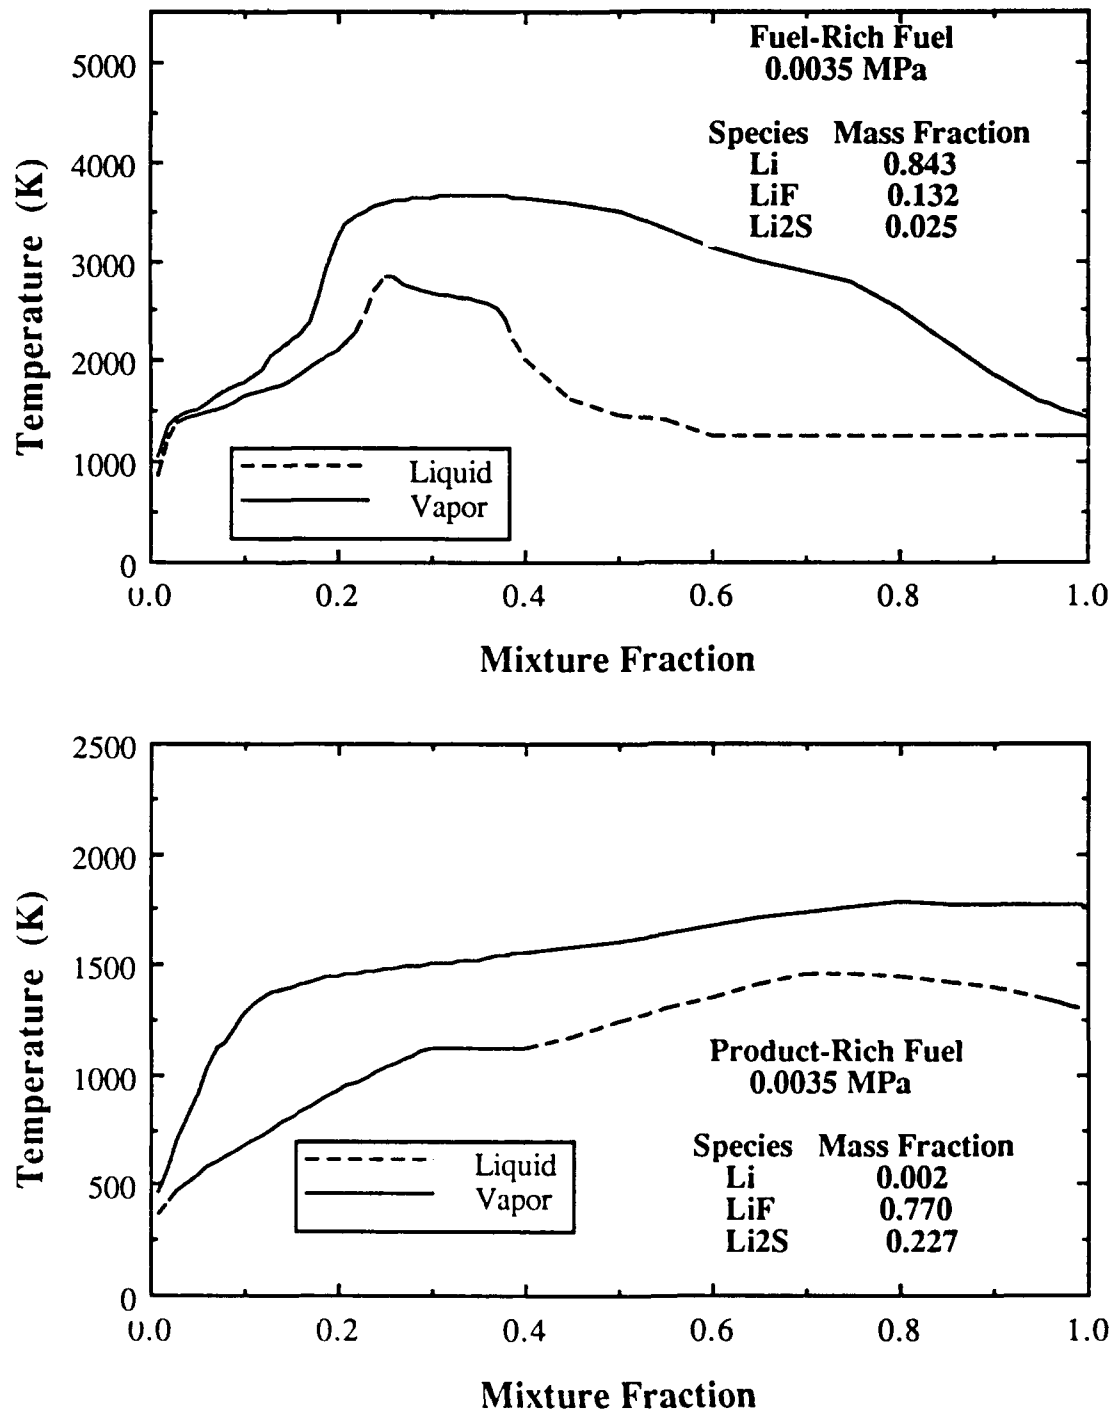 Fuel-Rich Fuel
0.0035 MPa
Species Mass Fraction
Li 0.843
LiF 0.132
Li2S 0.025
Temperature (K)
5000
4000
3000
2000
1000
0
Liquid
Vapor
0.0 0.2 0.4 0.6 0.8 1.0
Mixture Fraction
Temperature (K)
2500
2000
1500
1000
500
0
Product-Rich Fuel
0.0035 MPa
Species Mass Fraction
Li 0.002
LiF 0.770
Li2S 0.227
Liquid
Vapor
0.0 0.2 0.4 0.6 0.8 1.0
Mixture Fraction